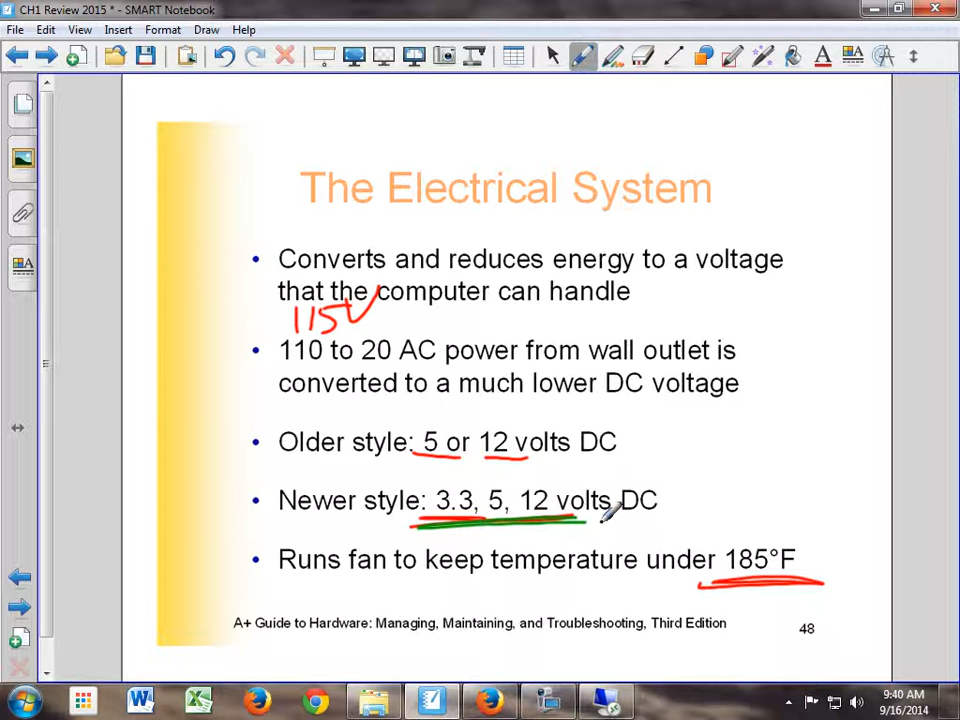 CH1 Review 2015 * - SMART Notebook
File Edit View Insert Format Draw Help
The Electrical System
• Converts and reduces energy to a voltage
that the computer can handle
115V
• 110 to 20 AC power from wall outlet is
converted to a much lower DC voltage
• Older style: 5 or 12 volts DC
• Newer style: 3.3, 5, 12 volts DC
• Runs fan to keep temperature under 185°F
A+ Guide to Hardware: Managing, Maintaining, and Troubleshooting, Third Edition
48
9:40 AM
9/16/2014